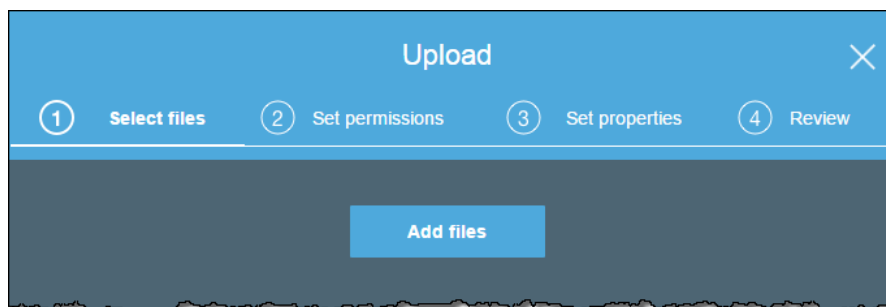 Upload
1 Select files 2 Set permissions 3 Set properties 4 Review
Add files